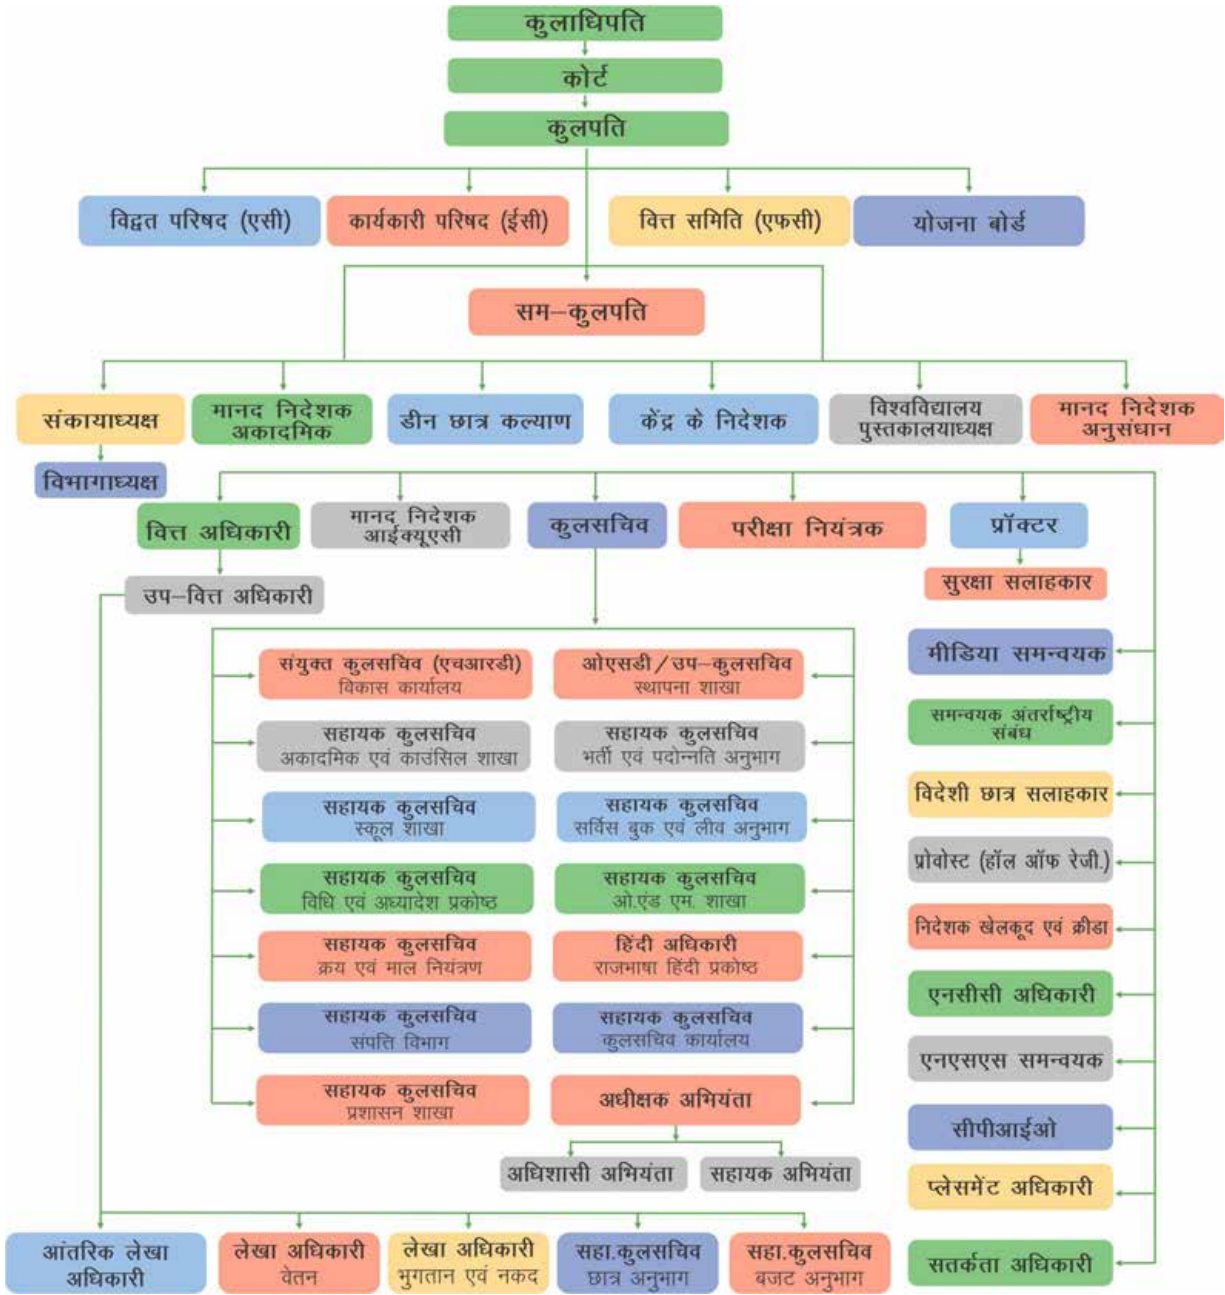 कुलाधिपति
कोर्ट
कुलपति
विद्वत परिषद (एसी)
कार्यकारी परिषद (ईसी)
वित्त समिति (एफसी)
योजना बोर्ड
सम–कुलपति
संकायाध्यक्ष
मानद निदेशक
अकादमिक
डीन छात्र कल्याण
केंद्र के निदेशक
विश्वविद्यालय
पुस्तकालयाध्यक्ष
मानद निदेशक
अनुसंधान
विभागाध्यक्ष
वित्त अधिकारी
मानद निदेशक
आईक्यूएसी
कुलसचिव
परीक्षा नियंत्रक
प्रॉक्टर
उप–वित्त अधिकारी
सुरक्षा सलाहकार
संयुक्त कुलसचिव (एचआरडी)
विकास कार्यालय
ओएसडी/उप–कुलसचिव
स्थापना शाखा
सहायक कुलसचिव
अकादमिक एवं काउंसिल शाखा
सहायक कुलसचिव
भर्ती एवं पदोन्नति अनुभाग
सहायक कुलसचिव
स्कूल शाखा
सहायक कुलसचिव
सर्विस बुक एवं लीव अनुभाग
सहायक कुलसचिव
विधि एवं अध्यादेश प्रकोष्ठ
सहायक कुलसचिव
ओ.एंड एम. शाखा
सहायक कुलसचिव
क्रय एवं माल नियंत्रण
हिंदी अधिकारी
राजभाषा हिंदी प्रकोष्ठ
सहायक कुलसचिव
संपत्ति विभाग
सहायक कुलसचिव
कुलसचिव कार्यालय
सहायक कुलसचिव
प्रशासन शाखा
अधीक्षक अभियंता
अधिशासी अभियंता
सहायक अभियंता
मीडिया समन्वयक
समन्वयक अंतर्राष्ट्रीय
संबंध
विदेशी छात्र सलाहकार
प्रोवोस्ट (हॉल ऑफ रेजी.)
निदेशक खेलकूद एवं क्रीडा
एनसीसी अधिकारी
एनएसएस समन्वयक
सीपीआईओ
प्लेसमेंट अधिकारी
सतर्कता अधिकारी
आंतरिक लेखा
अधिकारी
लेखा अधिकारी
वेतन
लेखा अधिकारी
भुगतान एवं नकद
सहा.कुलसचिव
छात्र अनुभाग
सहा.कुलसचिव
बजट अनुभाग